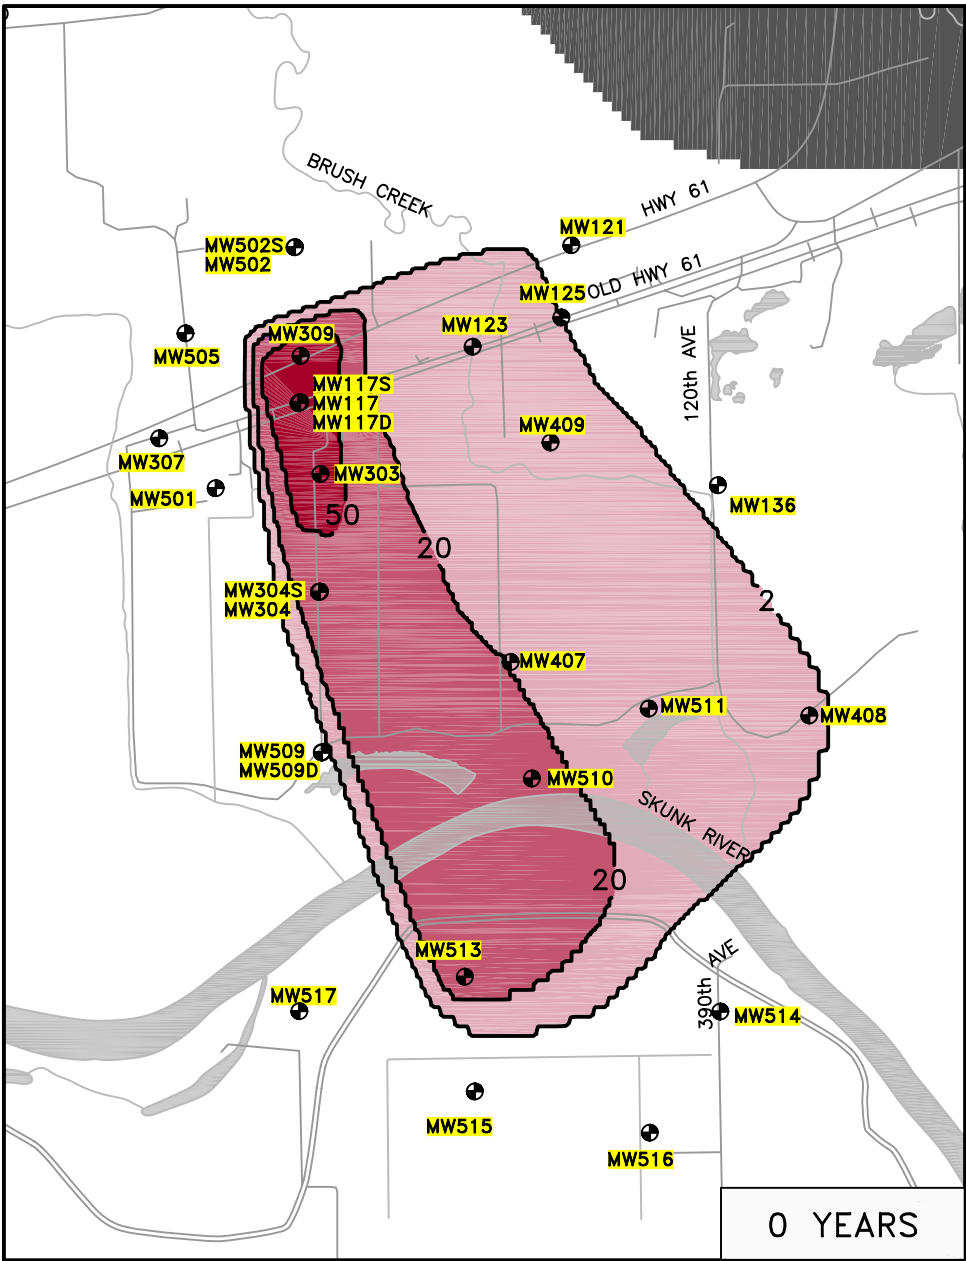 BRUSH CREEK
HWY 61
MW121
MW502S
MW502
OLD HWY 61
MW125
MW123
MW309
MW505
120th AVE
MW117S
MW117
MW117D
MW409
MW307
MW303
MW501
MW136
50
20
MW304S
MW304
2
MW407
MW511
MW408
MW509
MW509D
MW510
SKUNK RIVER
20
MW513
390th AVE
MW517
MW514
MW515
MW516
0 YEARS